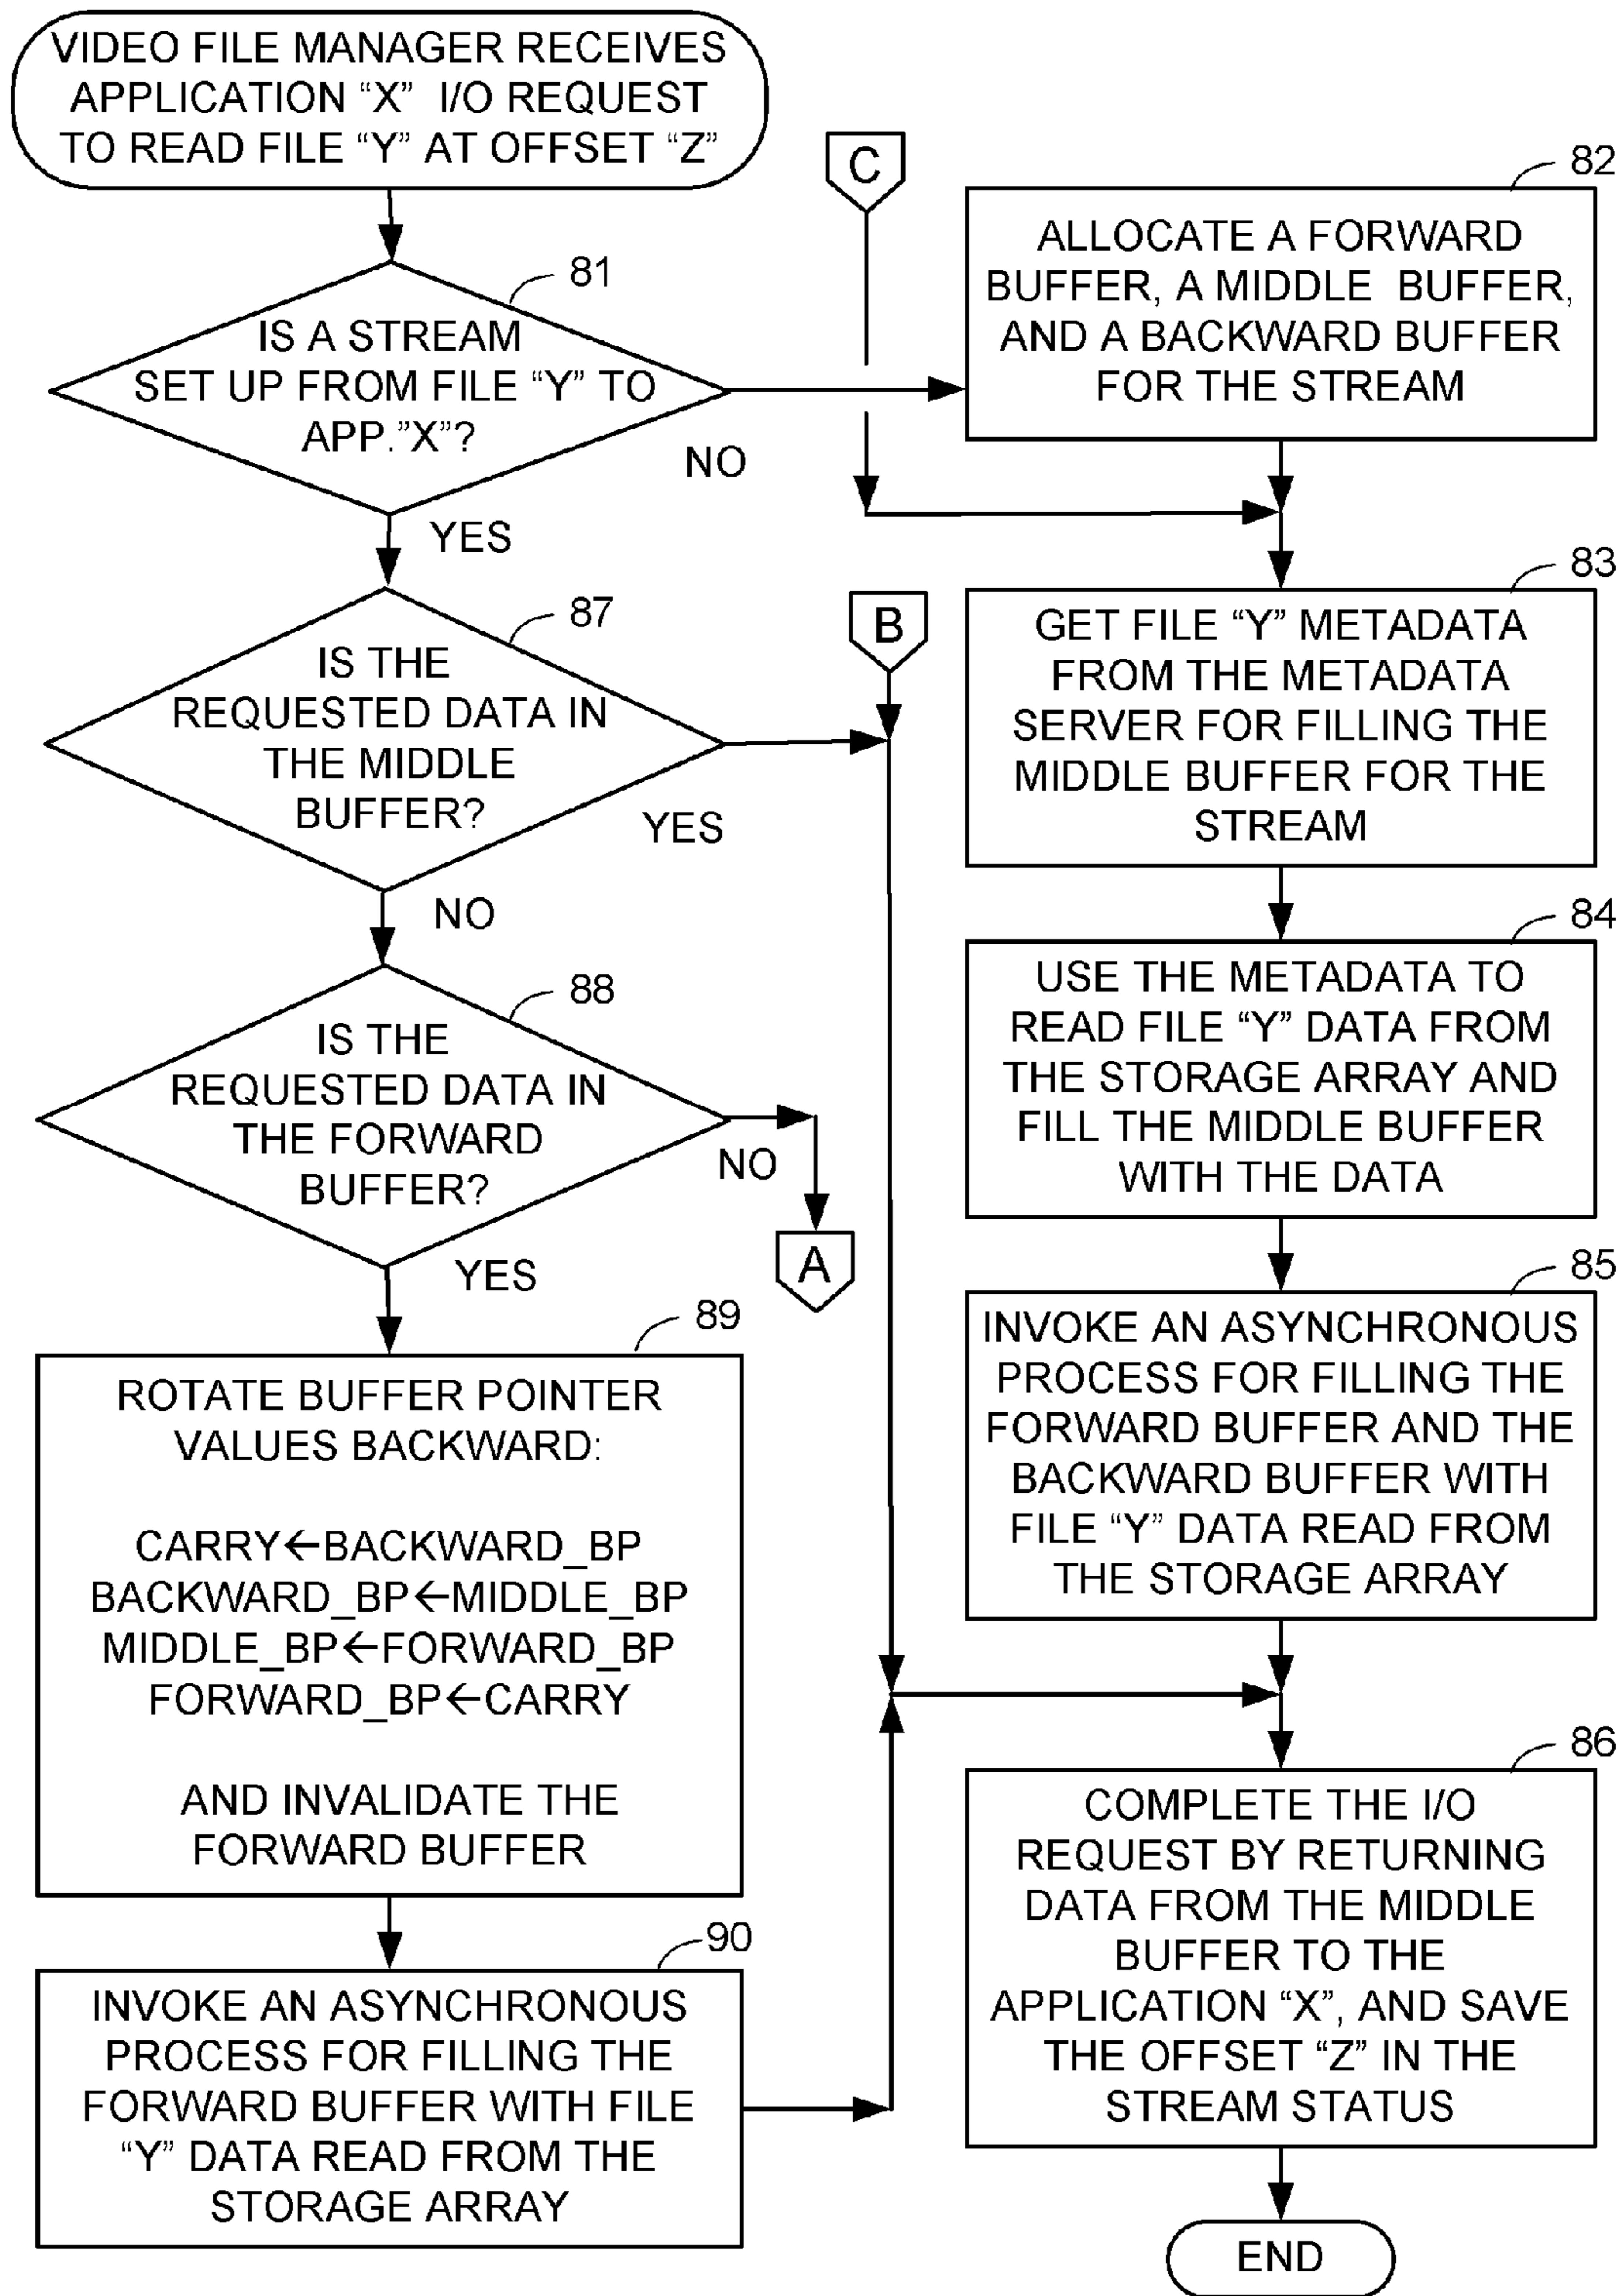 VIDEO FILE MANAGER RECEIVES
APPLICATION “X” I/O REQUEST
TO READ FILE “Y” AT OFFSET “Z”
81
IS A STREAM
SET UP FROM FILE “Y” TO
APP.”X”?
NO
YES
87
IS THE
REQUESTED DATA IN
THE MIDDLE
BUFFER?
YES
NO
88
IS THE
REQUESTED DATA IN
THE FORWARD
BUFFER?
NO
A
YES
89
ROTATE BUFFER POINTER
VALUES BACKWARD:
CARRY←BACKWARD_BP
BACKWARD_BP←MIDDLE_BP
MIDDLE_BP←FORWARD_BP
FORWARD_BP←CARRY
AND INVALIDATE THE
FORWARD BUFFER
90
INVOKE AN ASYNCHRONOUS
PROCESS FOR FILLING THE
FORWARD BUFFER WITH FILE
“Y” DATA READ FROM THE
STORAGE ARRAY
C
B
82
ALLOCATE A FORWARD
BUFFER, A MIDDLE BUFFER,
AND A BACKWARD BUFFER
FOR THE STREAM
83
GET FILE “Y” METADATA
FROM THE METADATA
SERVER FOR FILLING THE
MIDDLE BUFFER FOR THE
STREAM
84
USE THE METADATA TO
READ FILE “Y” DATA FROM
THE STORAGE ARRAY AND
FILL THE MIDDLE BUFFER
WITH THE DATA
85
INVOKE AN ASYNCHRONOUS
PROCESS FOR FILLING THE
FORWARD BUFFER AND THE
BACKWARD BUFFER WITH
FILE “Y” DATA READ FROM
THE STORAGE ARRAY
86
COMPLETE THE I/O
REQUEST BY RETURNING
DATA FROM THE MIDDLE
BUFFER TO THE
APPLICATION “X”, AND SAVE
THE OFFSET “Z” IN THE
STREAM STATUS
END